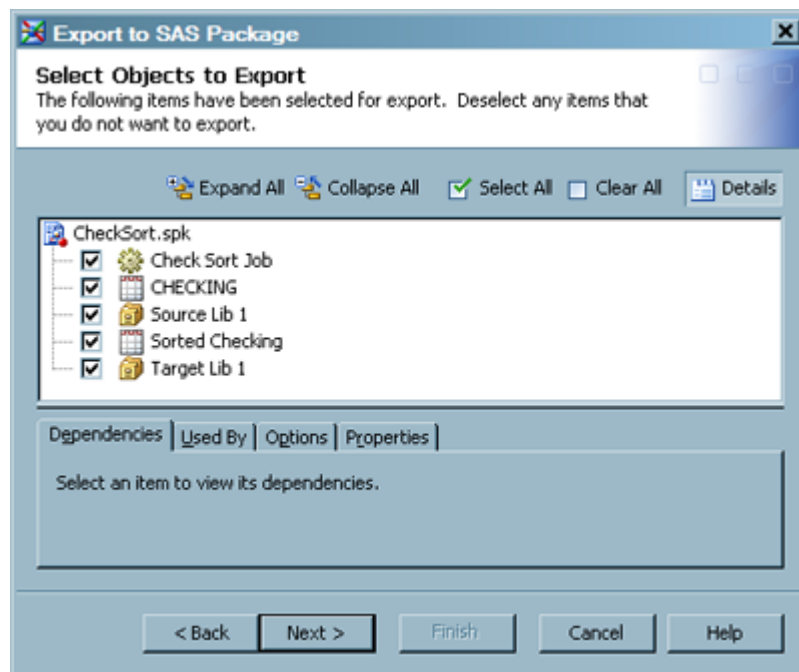 Export to SAS Package
Select Objects to Export
The following items have been selected for export. Deselect any items that
you do not want to export.
Expand All Collapse All Select All Clear All Details
CheckSort.spk
Check Sort Job
CHECKING
Source Lib 1
Sorted Checking
Target Lib 1
Dependencies Used By Options Properties
Select an item to view its dependencies.
< Back Next > Finish Cancel Help